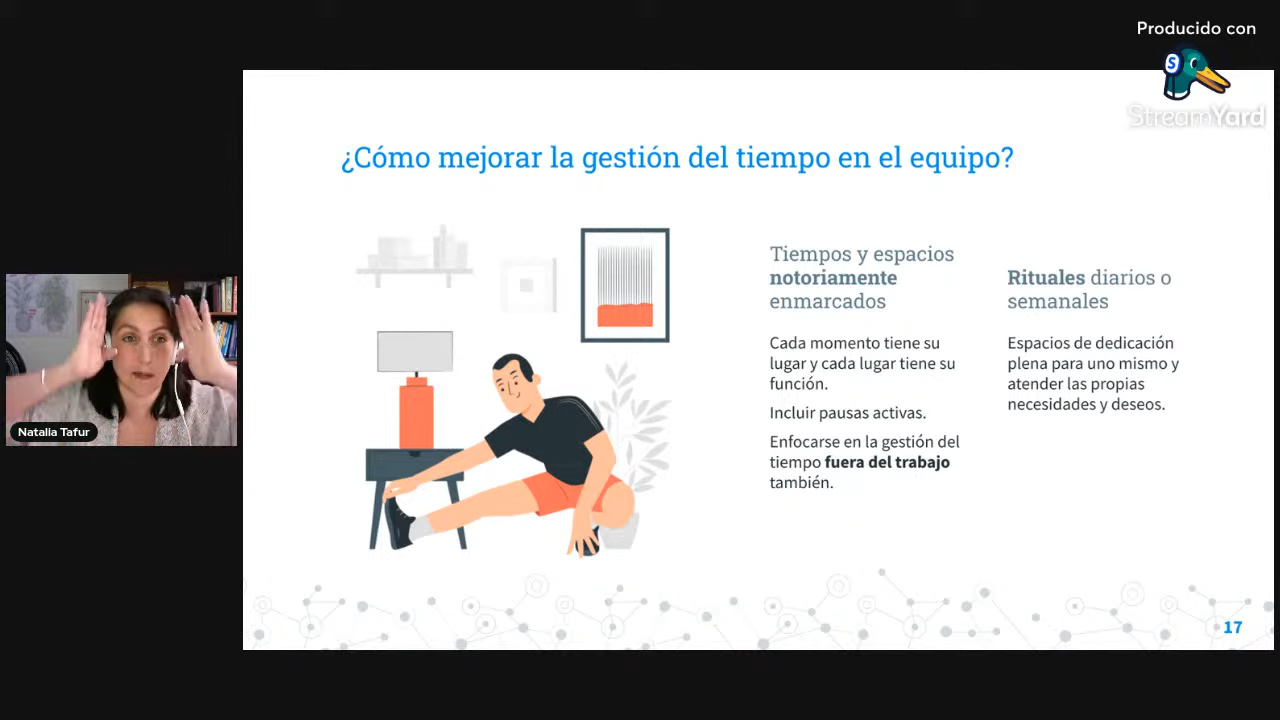 Producido con
S
StreamYard
¿Cómo mejorar la gestión del tiempo en el equipo?
Tiempos y espacios
notoriamente
enmarcados
Cada momento tiene su
lugar y cada lugar tiene su
función.
Incluir pausas activas.
Enfocarse en la gestión del
tiempo fuera del trabajo
también.
Rituales diarios o
semanales
Espacios de dedicación
plena para uno mismo y
atender las propias
necesidades y deseos.
Natalia Tafur
17